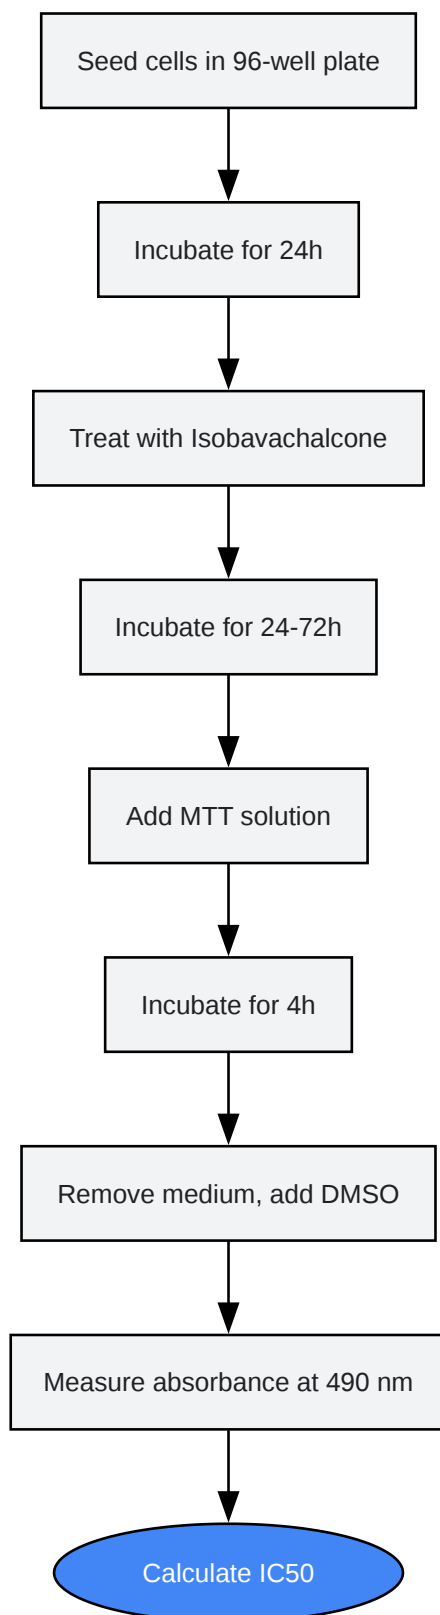 Seed cells in 96-well plate
Incubate for 24h
Treat with Isobavachalcone
Incubate for 24-72h
Add MTT solution
Incubate for 4h
Remove medium, add DMSO
Measure absorbance at 490 nm
Calculate IC50